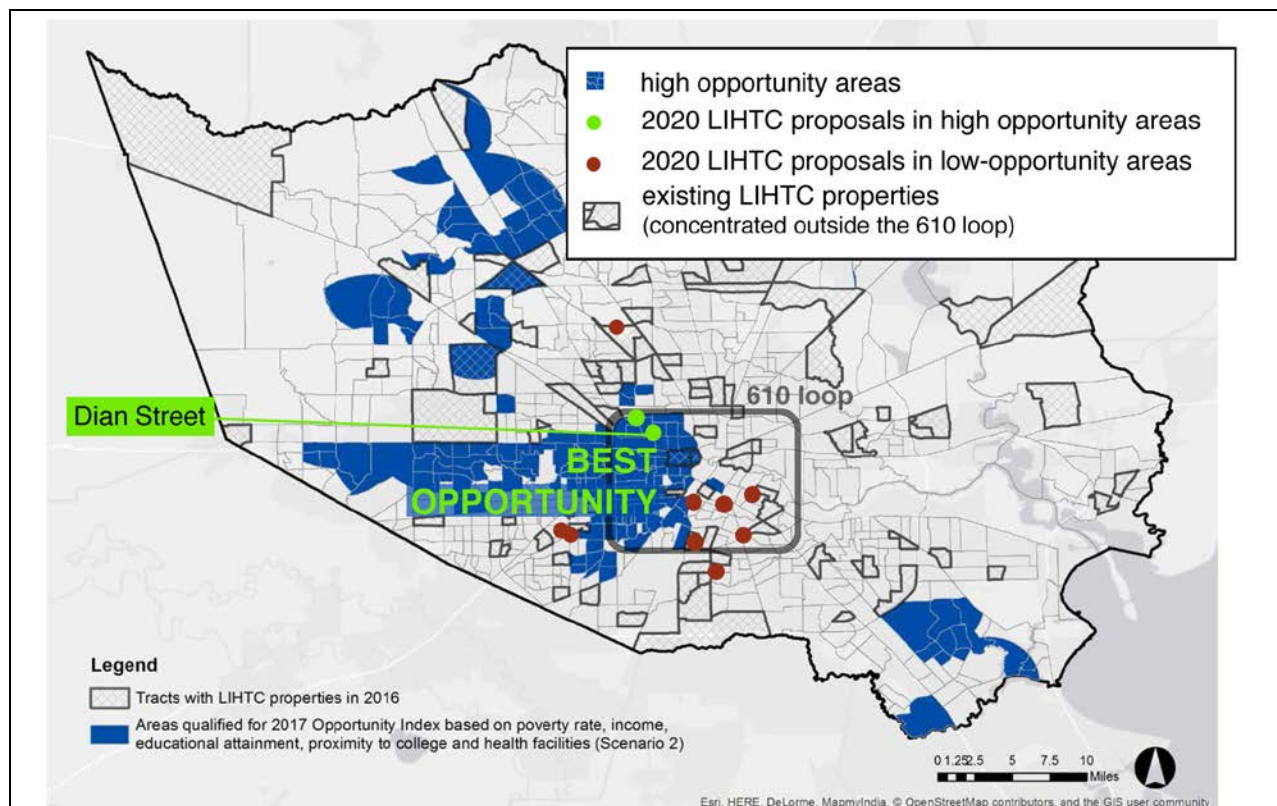 high opportunity areas
2020 LIHTC proposals in high opportunity areas
2020 LIHTC proposals in low-opportunity areas
existing LIHTC properties
(concentrated outside the 610 loop)
610 loop
Dian Street
BEST
OPPORTUNITY
Legend
Tracts with LIHTC properties in 2016
Areas qualified for 2017 Opportunity Index based on poverty rate, income,
educational attainment, proximity to college and health facilities (Scenario 2)
0 1.252.5 5 7.5 10
Miles
Esri, HERE, DeLorme, MapmyIndia, © OpenStreetMap contributors, and the GIS user community